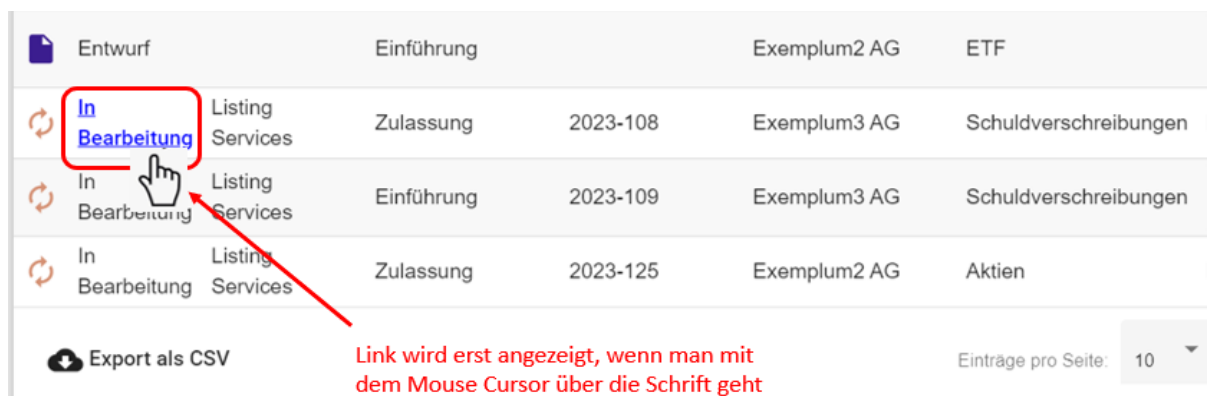 Entwurf Einführung Exemplum2 AG ETF
In Listing
Bearbeitung Services Zulassung 2023-108 Exemplum3 AG Schuldverschreibungen
In Listing
Bearbeitung Services Einführung 2023-109 Exemplum3 AG Schuldverschreibungen
In Listing
Bearbeitung Services Zulassung 2023-125 Exemplum2 AG Aktien
Export als CSV
Link wird erst angezeigt, wenn man mit
dem Mouse Cursor über die Schrift geht
Einträge pro Seite: 10